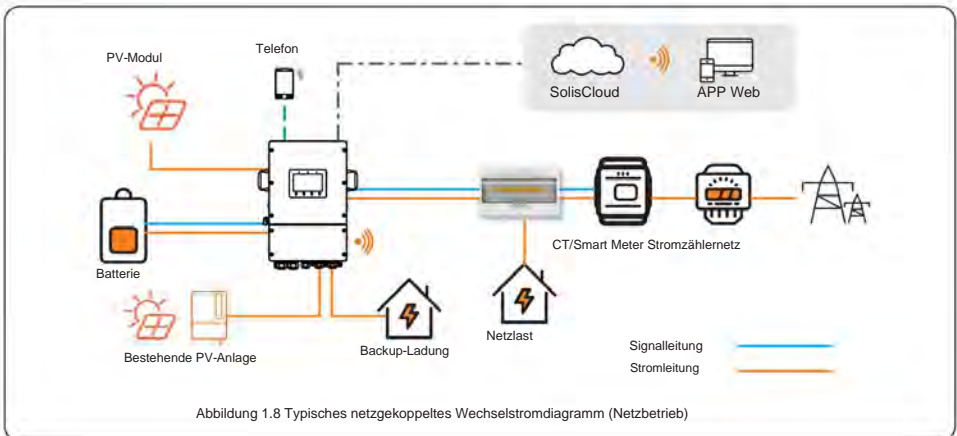 Telefon
PV-Modul
SolisCloud
APP Web
CT/Smart Meter Stromzählernetz
Batterie
Netzlast
Backup-Ladung
Bestehende PV-Anlage
Signalleitung
Stromleitung
Abbildung 1.8 Typisches netzgekoppeltes Wechselstromdiagramm (Netzbetrieb)